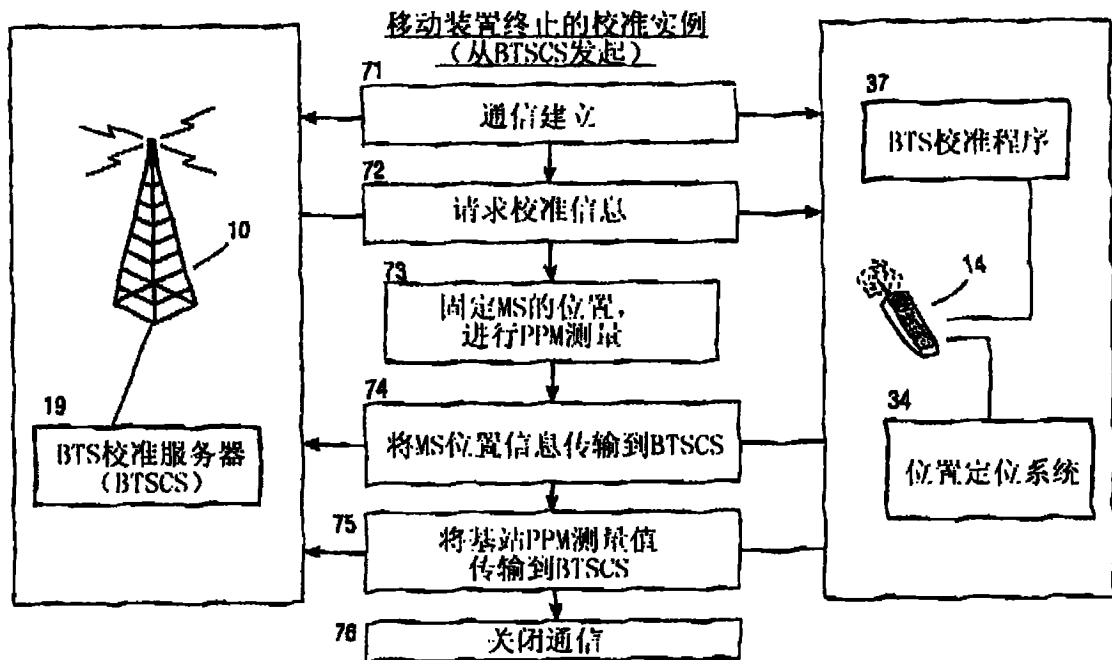 移动装置终止的校准实例
（从BTSCS发起）
71
通信建立
72
请求校准信息
73
固定MS的位置，
进行PPM测量
74
将MS位置信息传输到BTSCS
75
将基站PPM测量值
传输到BTSCS
76
关闭通信
10
19
BTS校准服务器
（BTSCS）
37
BTS校准程序
14
34
位置定位系统